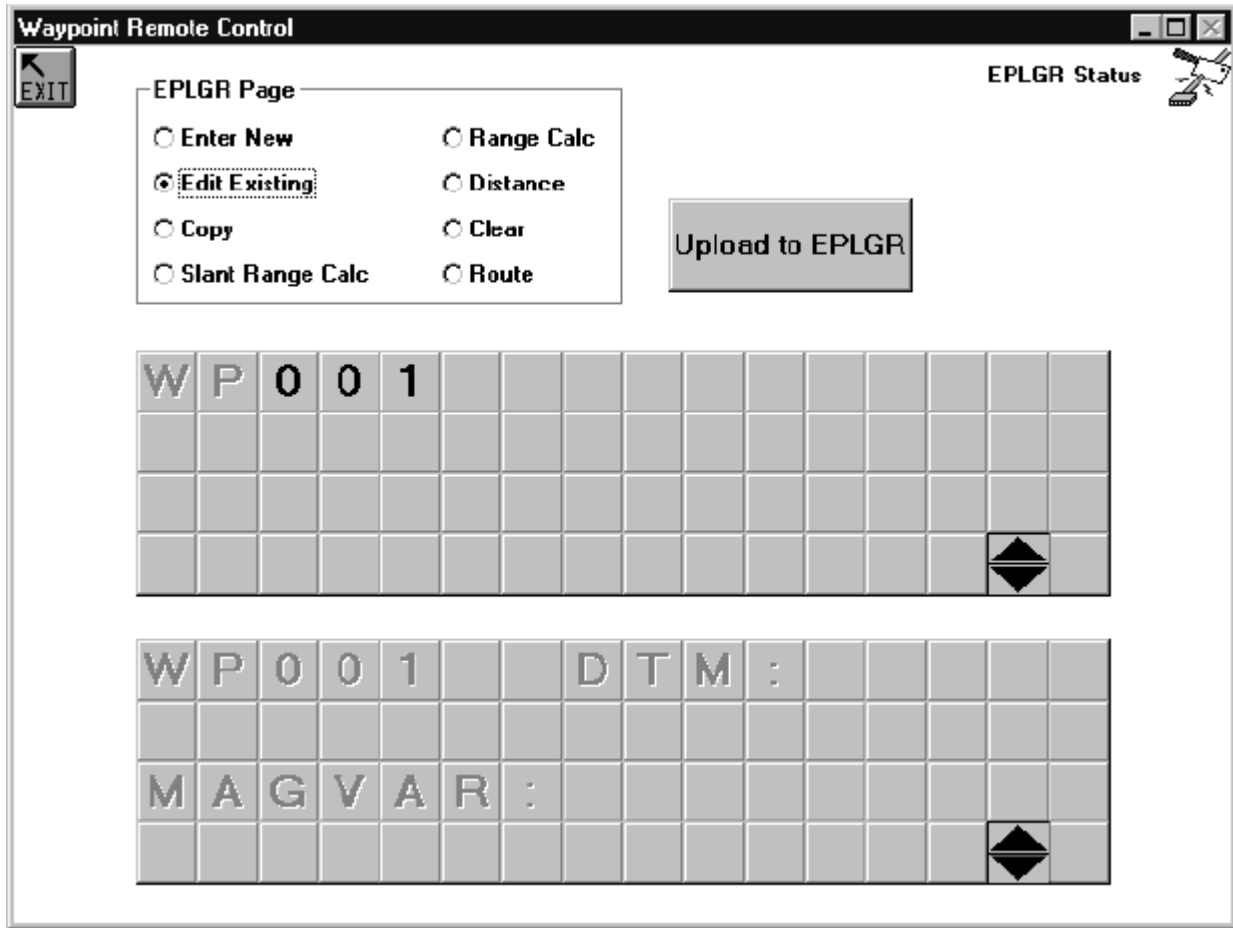 Waypoint Remote Control
EXIT
EPLGR Status
EPLGR Page
Enter New
Range Calc
Edit Existing
Distance
Copy
Clear
Slant Range Calc
Route
Upload to EPLGR
WP001
WP001 DTM:
MAGVAR: